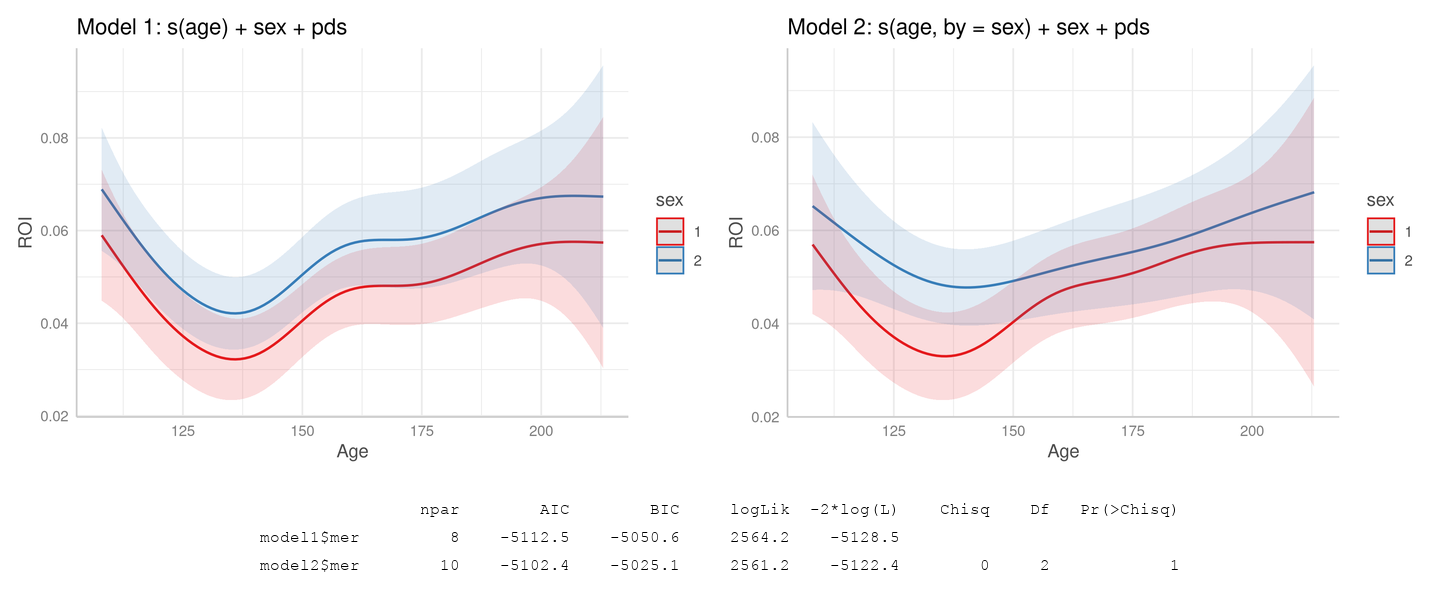 Model 1: s(age) + sex + pds
ROI
0.08
0.06
0.04
0.02
125 150 175 200
Age
sex
1
2
Model 2: s(age, by = sex) + sex + pds
ROI
0.08
0.06
0.04
0.02
125 150 175 200
Age
sex
1
2
npar AIC BIC logLik -2*log(L) Chisq Df Pr(>Chisq)
model1$mer 8 -5112.5 -5050.6 2564.2 -5128.5
model2$mer 10 -5102.4 -5025.1 2561.2 -5122.4 0 2 1